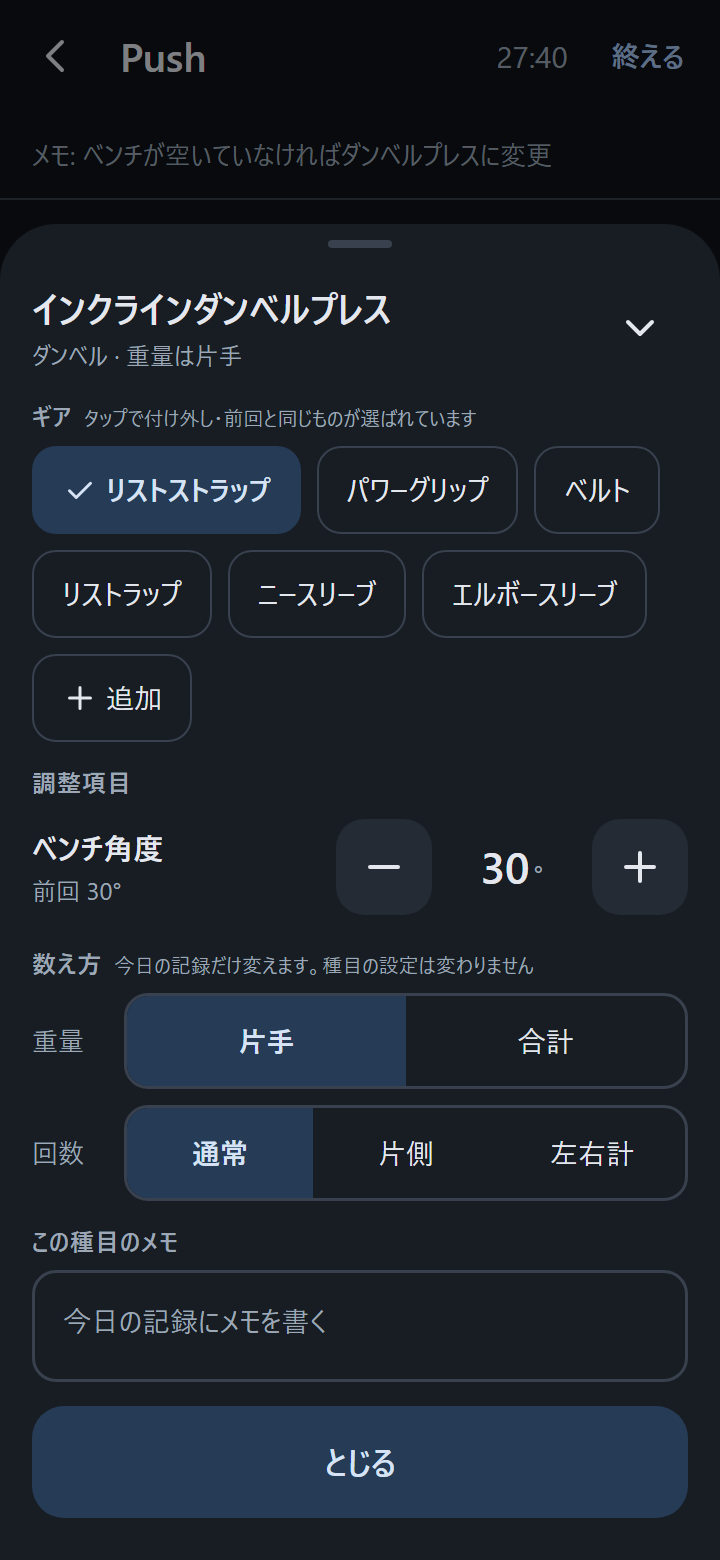 Push 27:40 終える
メモ: ベンチが空いていなければダンベルプレスに変更
インクラインダンベルプレス
ダンベル · 重量は片手
ギア タップで付け外し・前回と同じものが選ばれています
リストストラップ パワーグリップ ベルト
リストラップ ニースリーブ エルボースリーブ
追加
調整項目
ベンチ角度
前回 30°
30°
数え方 今日の記録だけ変えます。種目の設定は変わりません
重量 片手 合計
回数 通常 片側 左右計
この種目のメモ
今日の記録にメモを書く
とじる